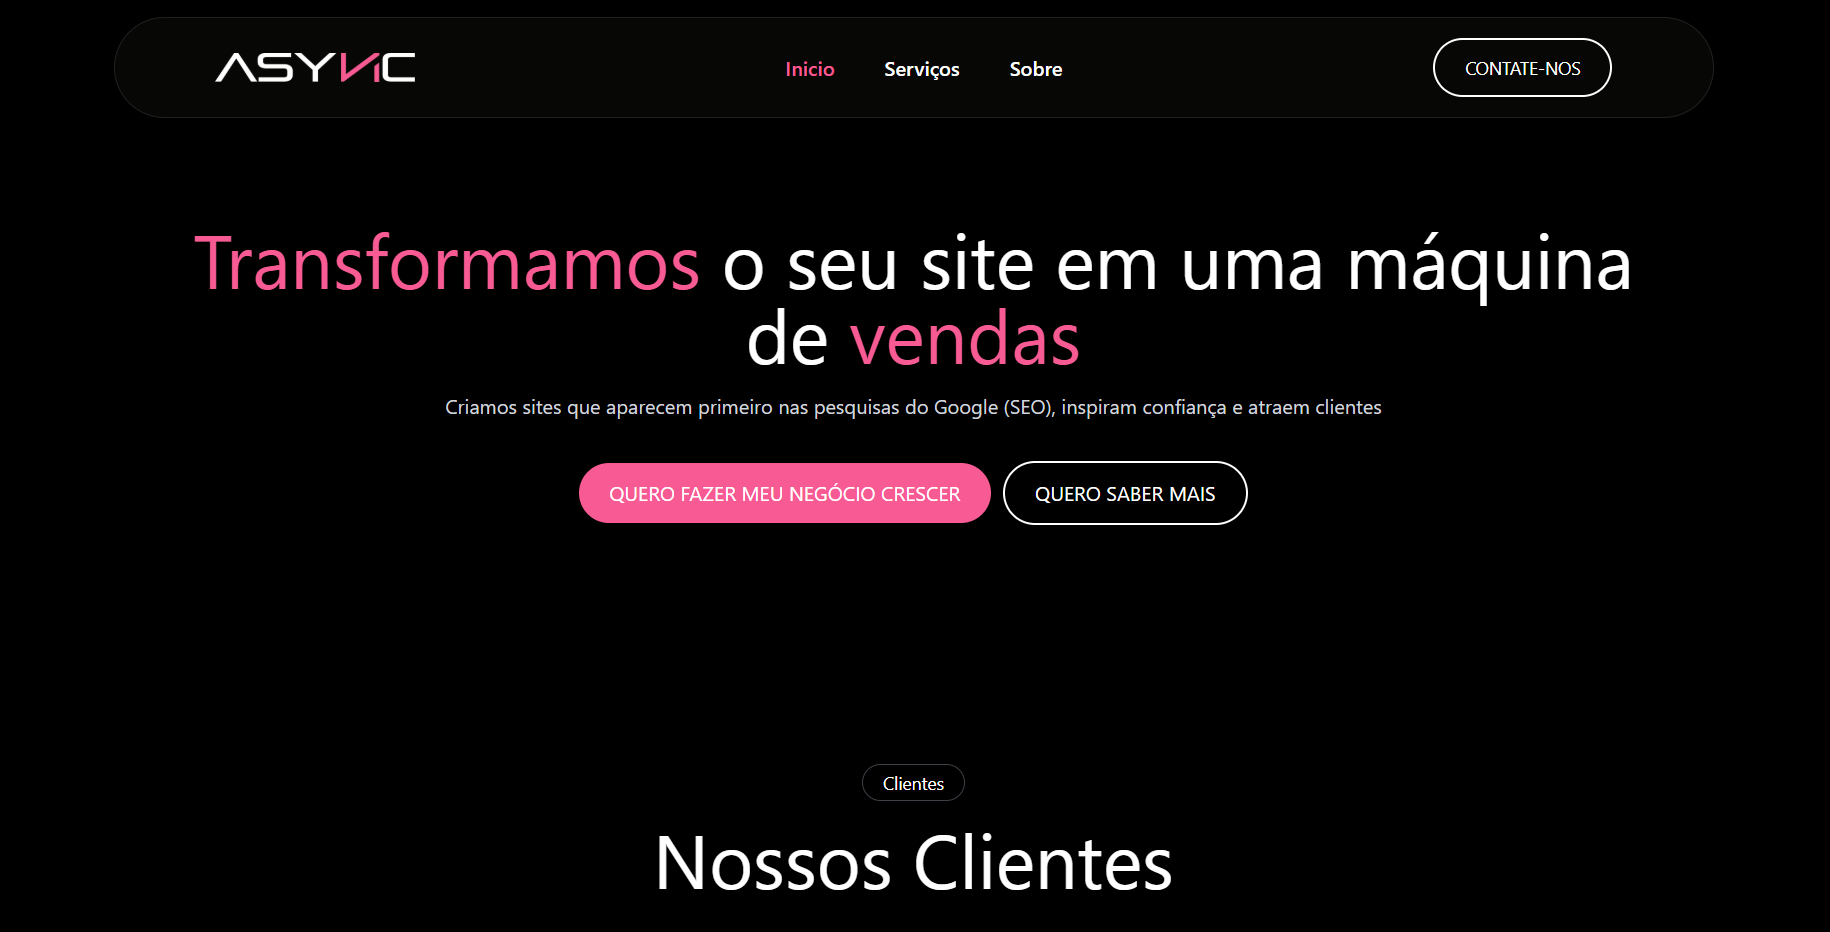 ASYNC
Inicio
Serviços
Sobre
CONTATE-NOS
Transformamos o seu site em uma máquina
de vendas
Criamos sites que aparecem primeiro nas pesquisas do Google (SEO), inspiram confiança e atraem clientes
QUERO FAZER MEU NEGÓCIO CRESCER
QUERO SABER MAIS
Clientes
Nossos Clientes